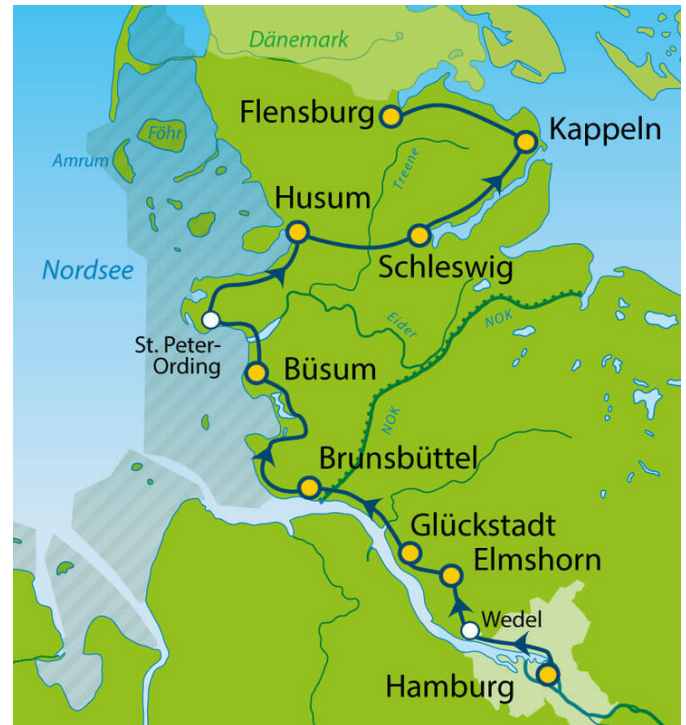 Dänemark
Flensburg
Kappeln
Föhr
Amrum
Treene
Husum
Nordsee
Schleswig
St. Peter-
Ording
Eider
NOK
Büsum
NOK
Brunsbüttel
Glückstadt
Elmshorn
Wedel
Hamburg